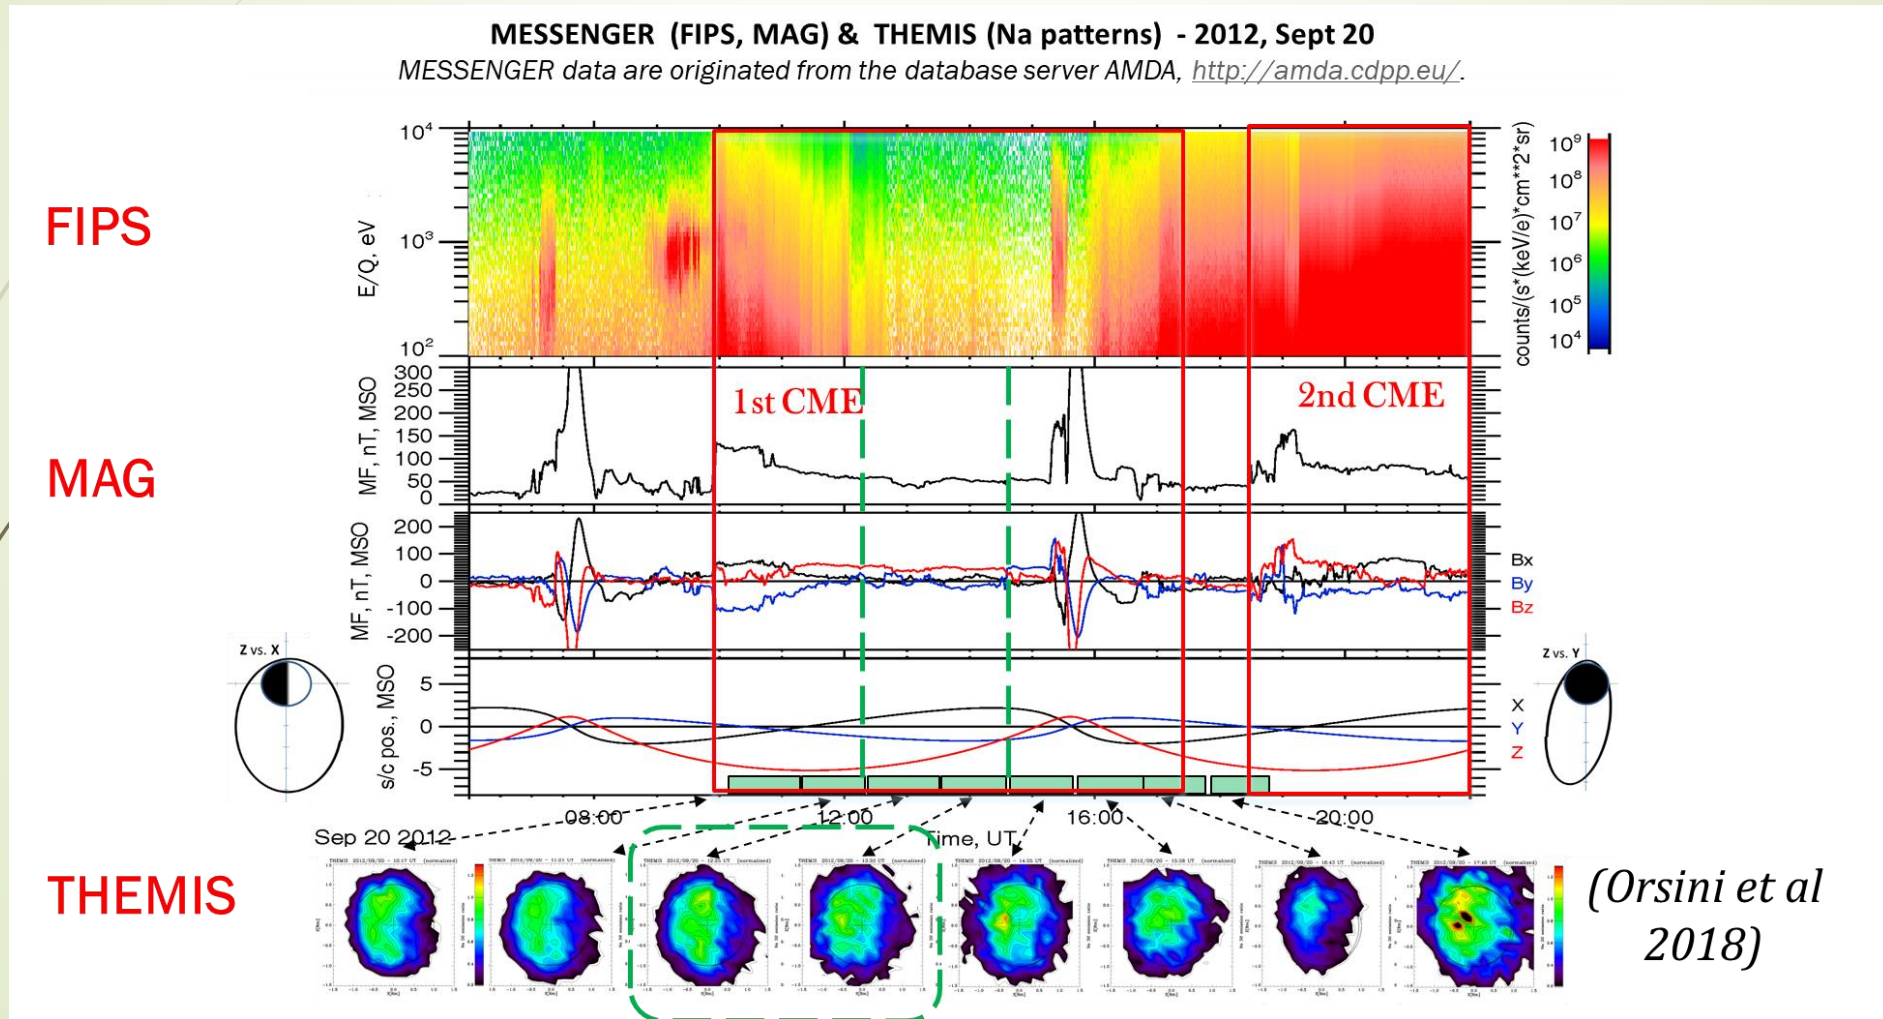 MESSENGER (FIPS, MAG) & THEMIS (Na patterns) - 2012, Sept 20
MESSENGER data are originated from the database server AMDA, http://amda.cdpp.eu/.
FIPS
E/Q, eV
10⁴
10³
10²
counts/(s*(keV/e)*cm**2*sr)
10⁹
10⁸
10⁷
10⁶
10⁵
10⁴
MAG
MF, nT, MSO
300
250
200
150
100
50
0
1st CME
2nd CME
MF, nT, MSO
200
100
0
-100
-200
Bx
By
Bz
Z vs. X
Z vs. Y
s/c pos., MSO
5
0
-5
X
Y
Z
08:00
12:00
16:00
20:00
Sep 20 2012
Time, UT
THEMIS
(Orsini et al
2018)